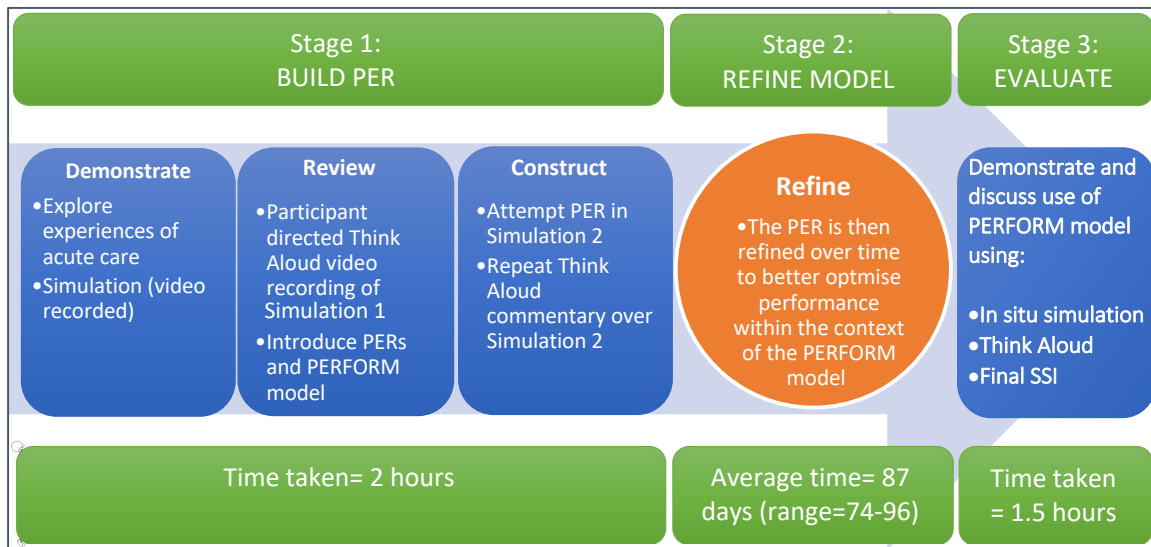 Stage 1:
BUILD PER
Stage 2:
REFINE MODEL
Stage 3:
EVALUATE
Demonstrate
•Explore
experiences of
acute care
•Simulation (video
recorded)
Review
•Participant
directed Think
Aloud video
recording of
Simulation 1
•Introduce PERs
and PERFORM
model
Construct
•Attempt PER in
Simulation 2
•Repeat Think
Aloud
commentary over
Simulation 2
Refine
•The PER is then
refined over time
to better optmise
performance
within the context
of the PERFORM
model
Demonstrate and
discuss use of
PERFORM model
using:
•In situ simulation
•Think Aloud
•Final SSI
Time taken= 2 hours
Average time= 87
days (range=74-96)
Time taken
= 1.5 hours